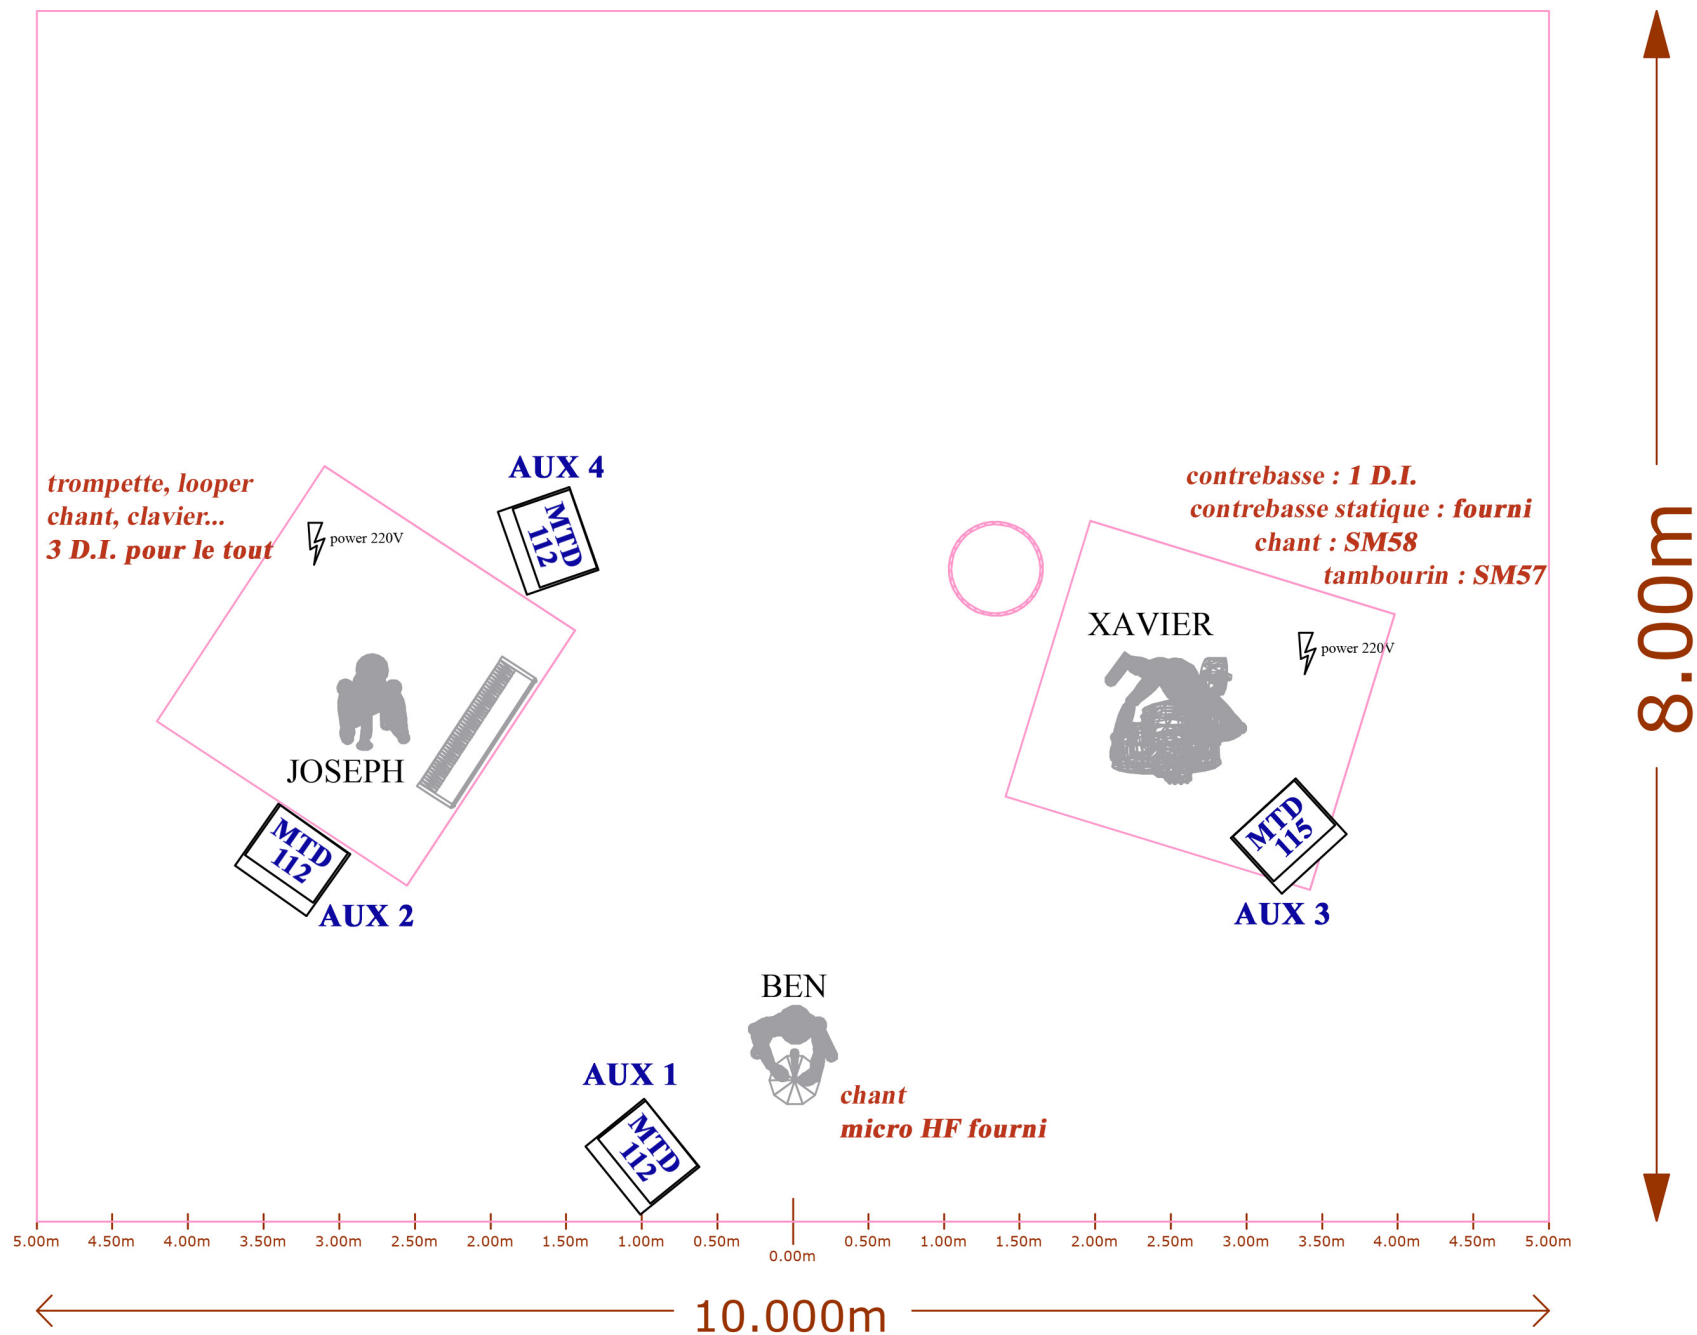 AUX 4
trompette, looper
chant, clavier...
3 D.I. pour le tout
power 220V
MTD
112
contrebasse : 1 D.I.
contrebasse statique : fourni
chant : SM58
tambourin : SM57
XAVIER
power 220V
8.00m
JOSEPH
MTD
112
AUX 2
MTD
115
AUX 3
BEN
AUX 1
chant
micro HF fourni
MTD
112
5.00m 4.50m 4.00m 3.50m 3.00m 2.50m 2.00m 1.50m 1.00m 0.50m 0.00m 0.50m 1.00m 1.50m 2.00m 2.50m 3.00m 3.50m 4.00m 4.50m 5.00m
10.000m